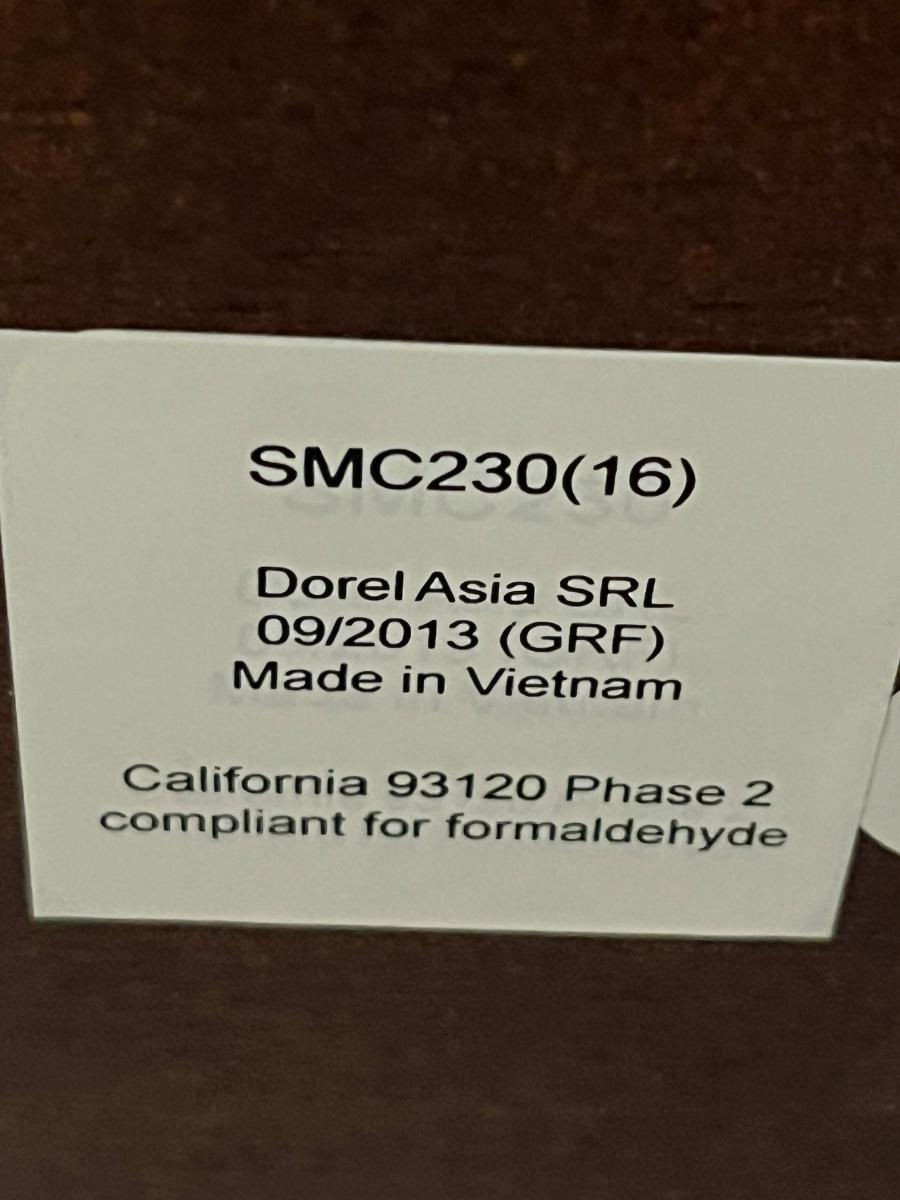 SMC230(16)
Dorel Asia SRL
09/2013 (GRF)
Made in Vietnam
California 93120 Phase 2
compliant for formaldehyde